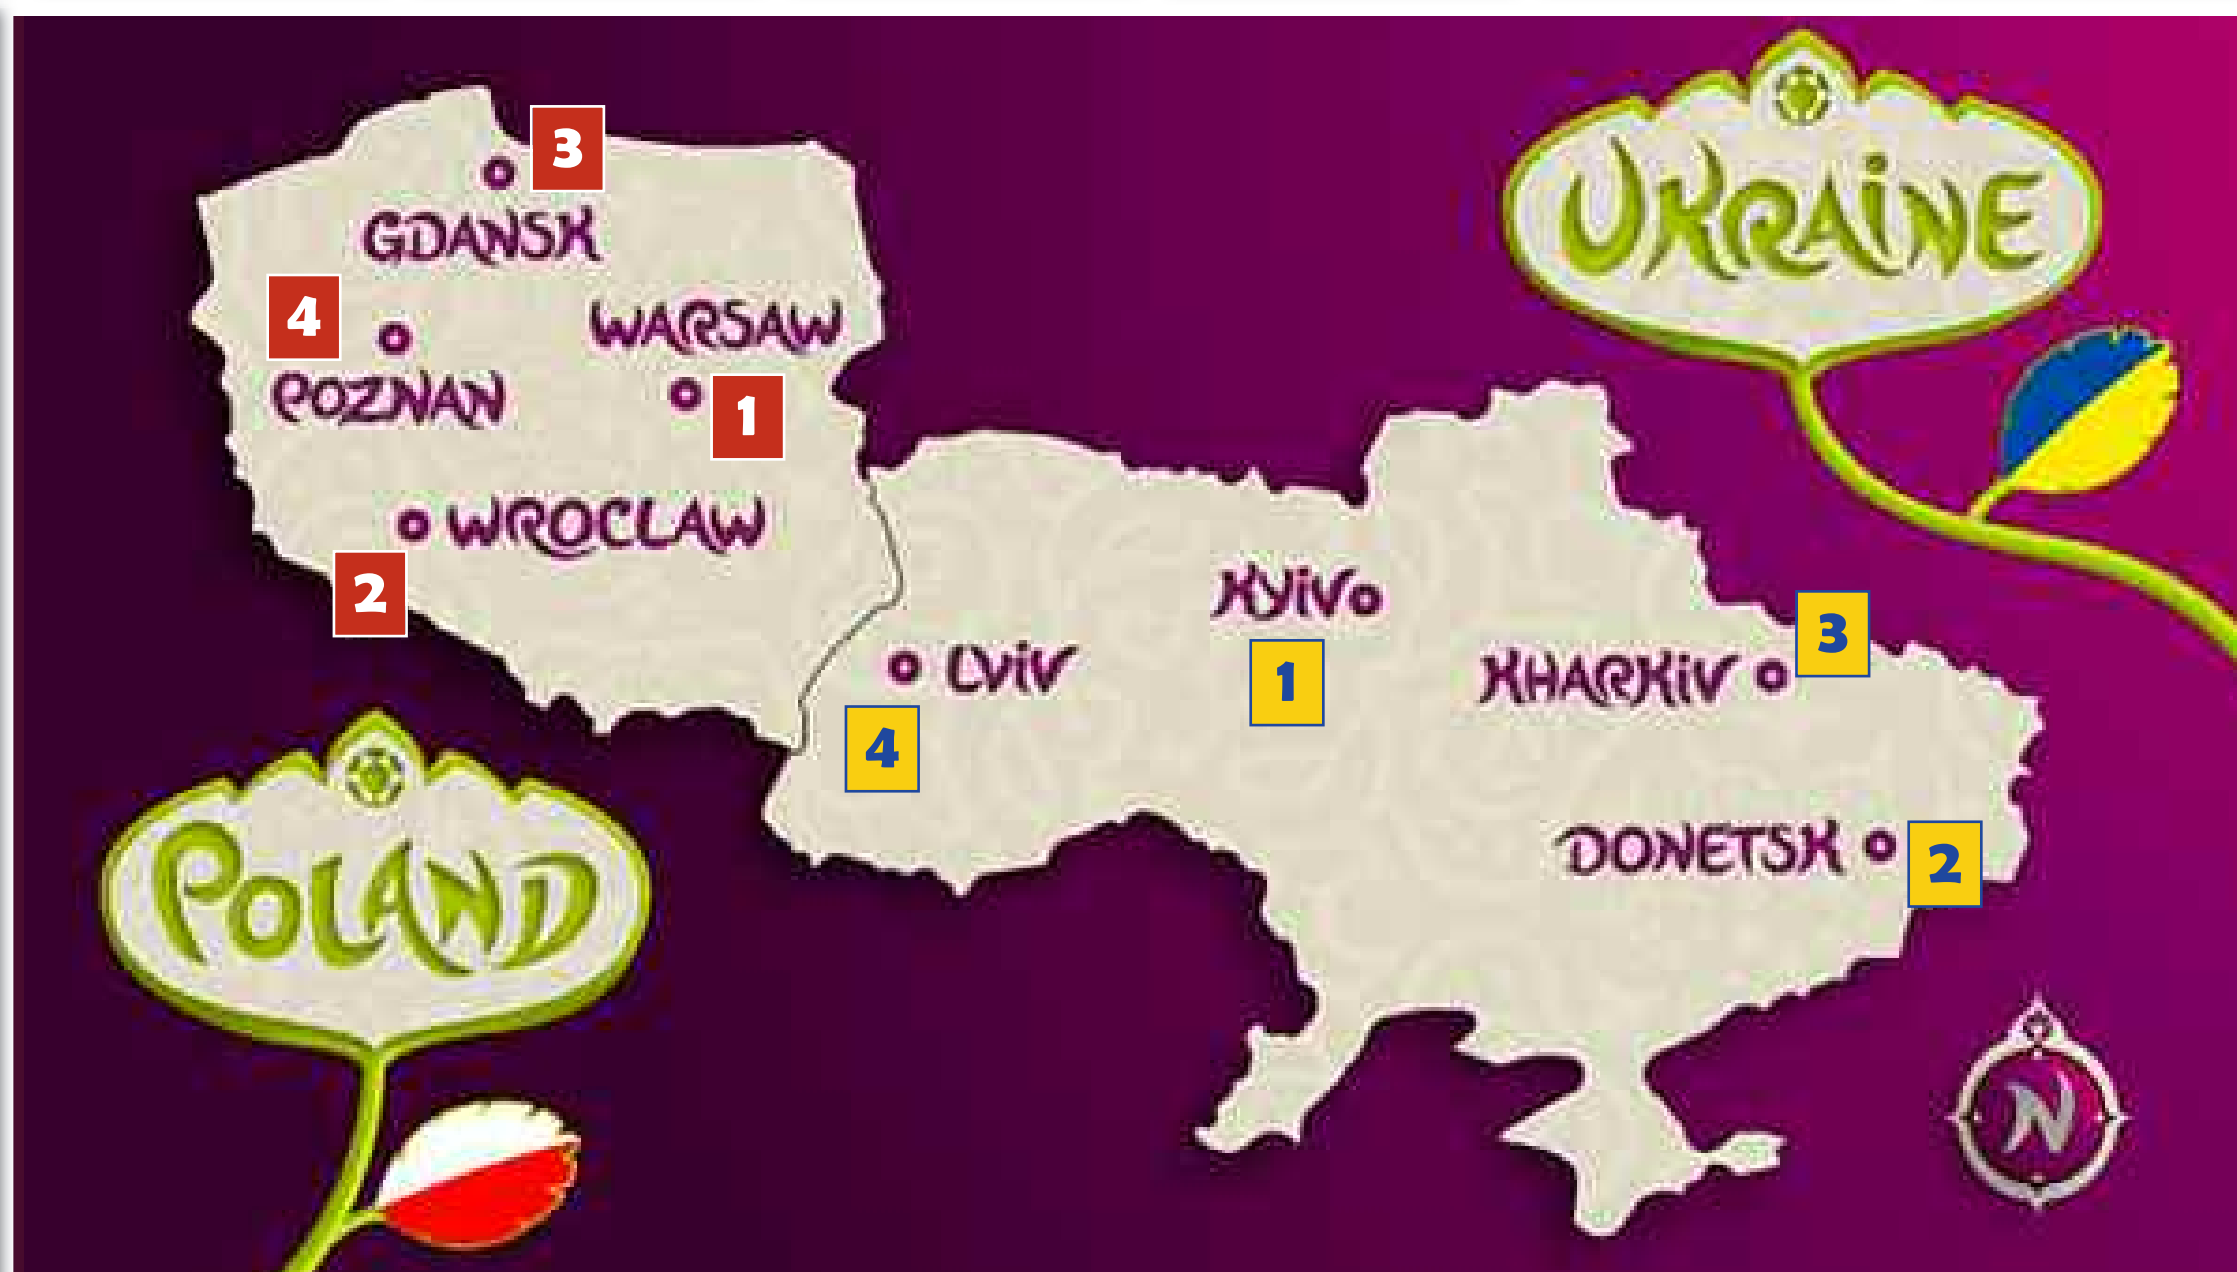 3
GDANSK
UKRAINE
4
POZNAN
WARSAW
1
WROCLAW
2
KYIV
1
LVIV
4
KHARKIV
3
DONETSK
2
POLAND
N